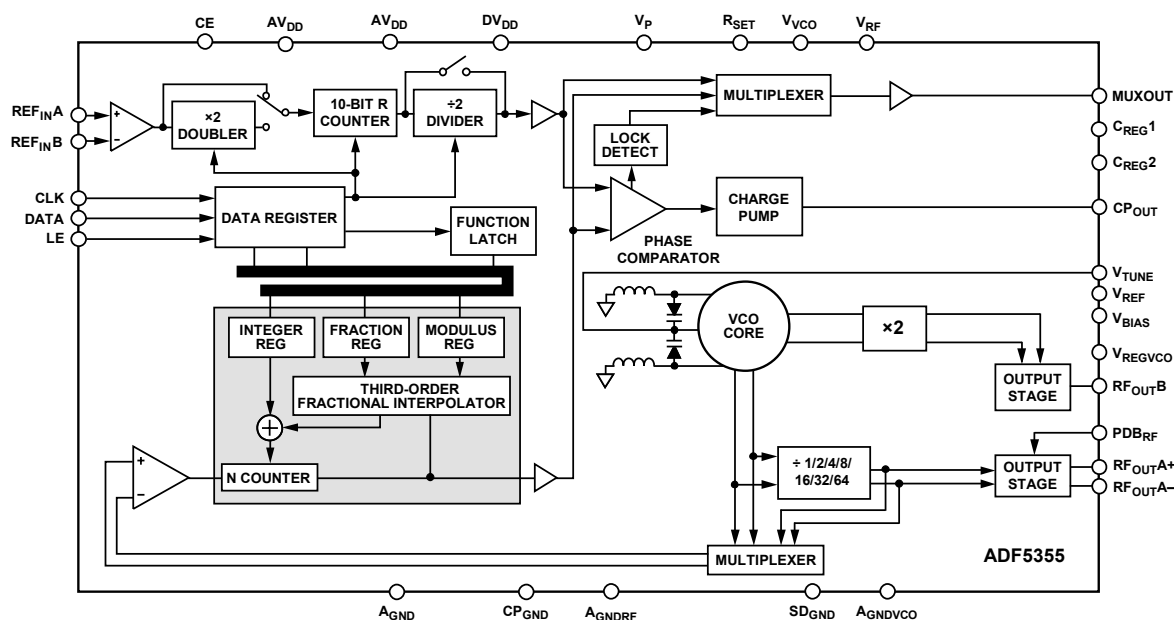 CE
AVDD
AVDD
DVDD
VP
RSET
VVCO
VRF
REFINA
REFINB
×2
DOUBLER
10-BIT R
COUNTER
÷2
DIVIDER
MULTIPLEXER
MUXOUT
LOCK
DETECT
CREG1
CREG2
CLK
DATA
LE
DATA REGISTER
FUNCTION
LATCH
CHARGE
PUMP
CPOUT
PHASE
COMPARATOR
VTUNE
VREF
VBIAS
VREGVCO
INTEGER
REG
FRACTION
REG
MODULUS
REG
VCO
CORE
×2
THIRD-ORDER
FRACTIONAL INTERPOLATOR
OUTPUT
STAGE
RFOUTB
PDBRF
N COUNTER
÷ 1/2/4/8/
16/32/64
OUTPUT
STAGE
RFOUTA+
RFOUTA–
MULTIPLEXER
ADF5355
AGND
CPGND
AGNDRF
SDGND
AGNDVCO